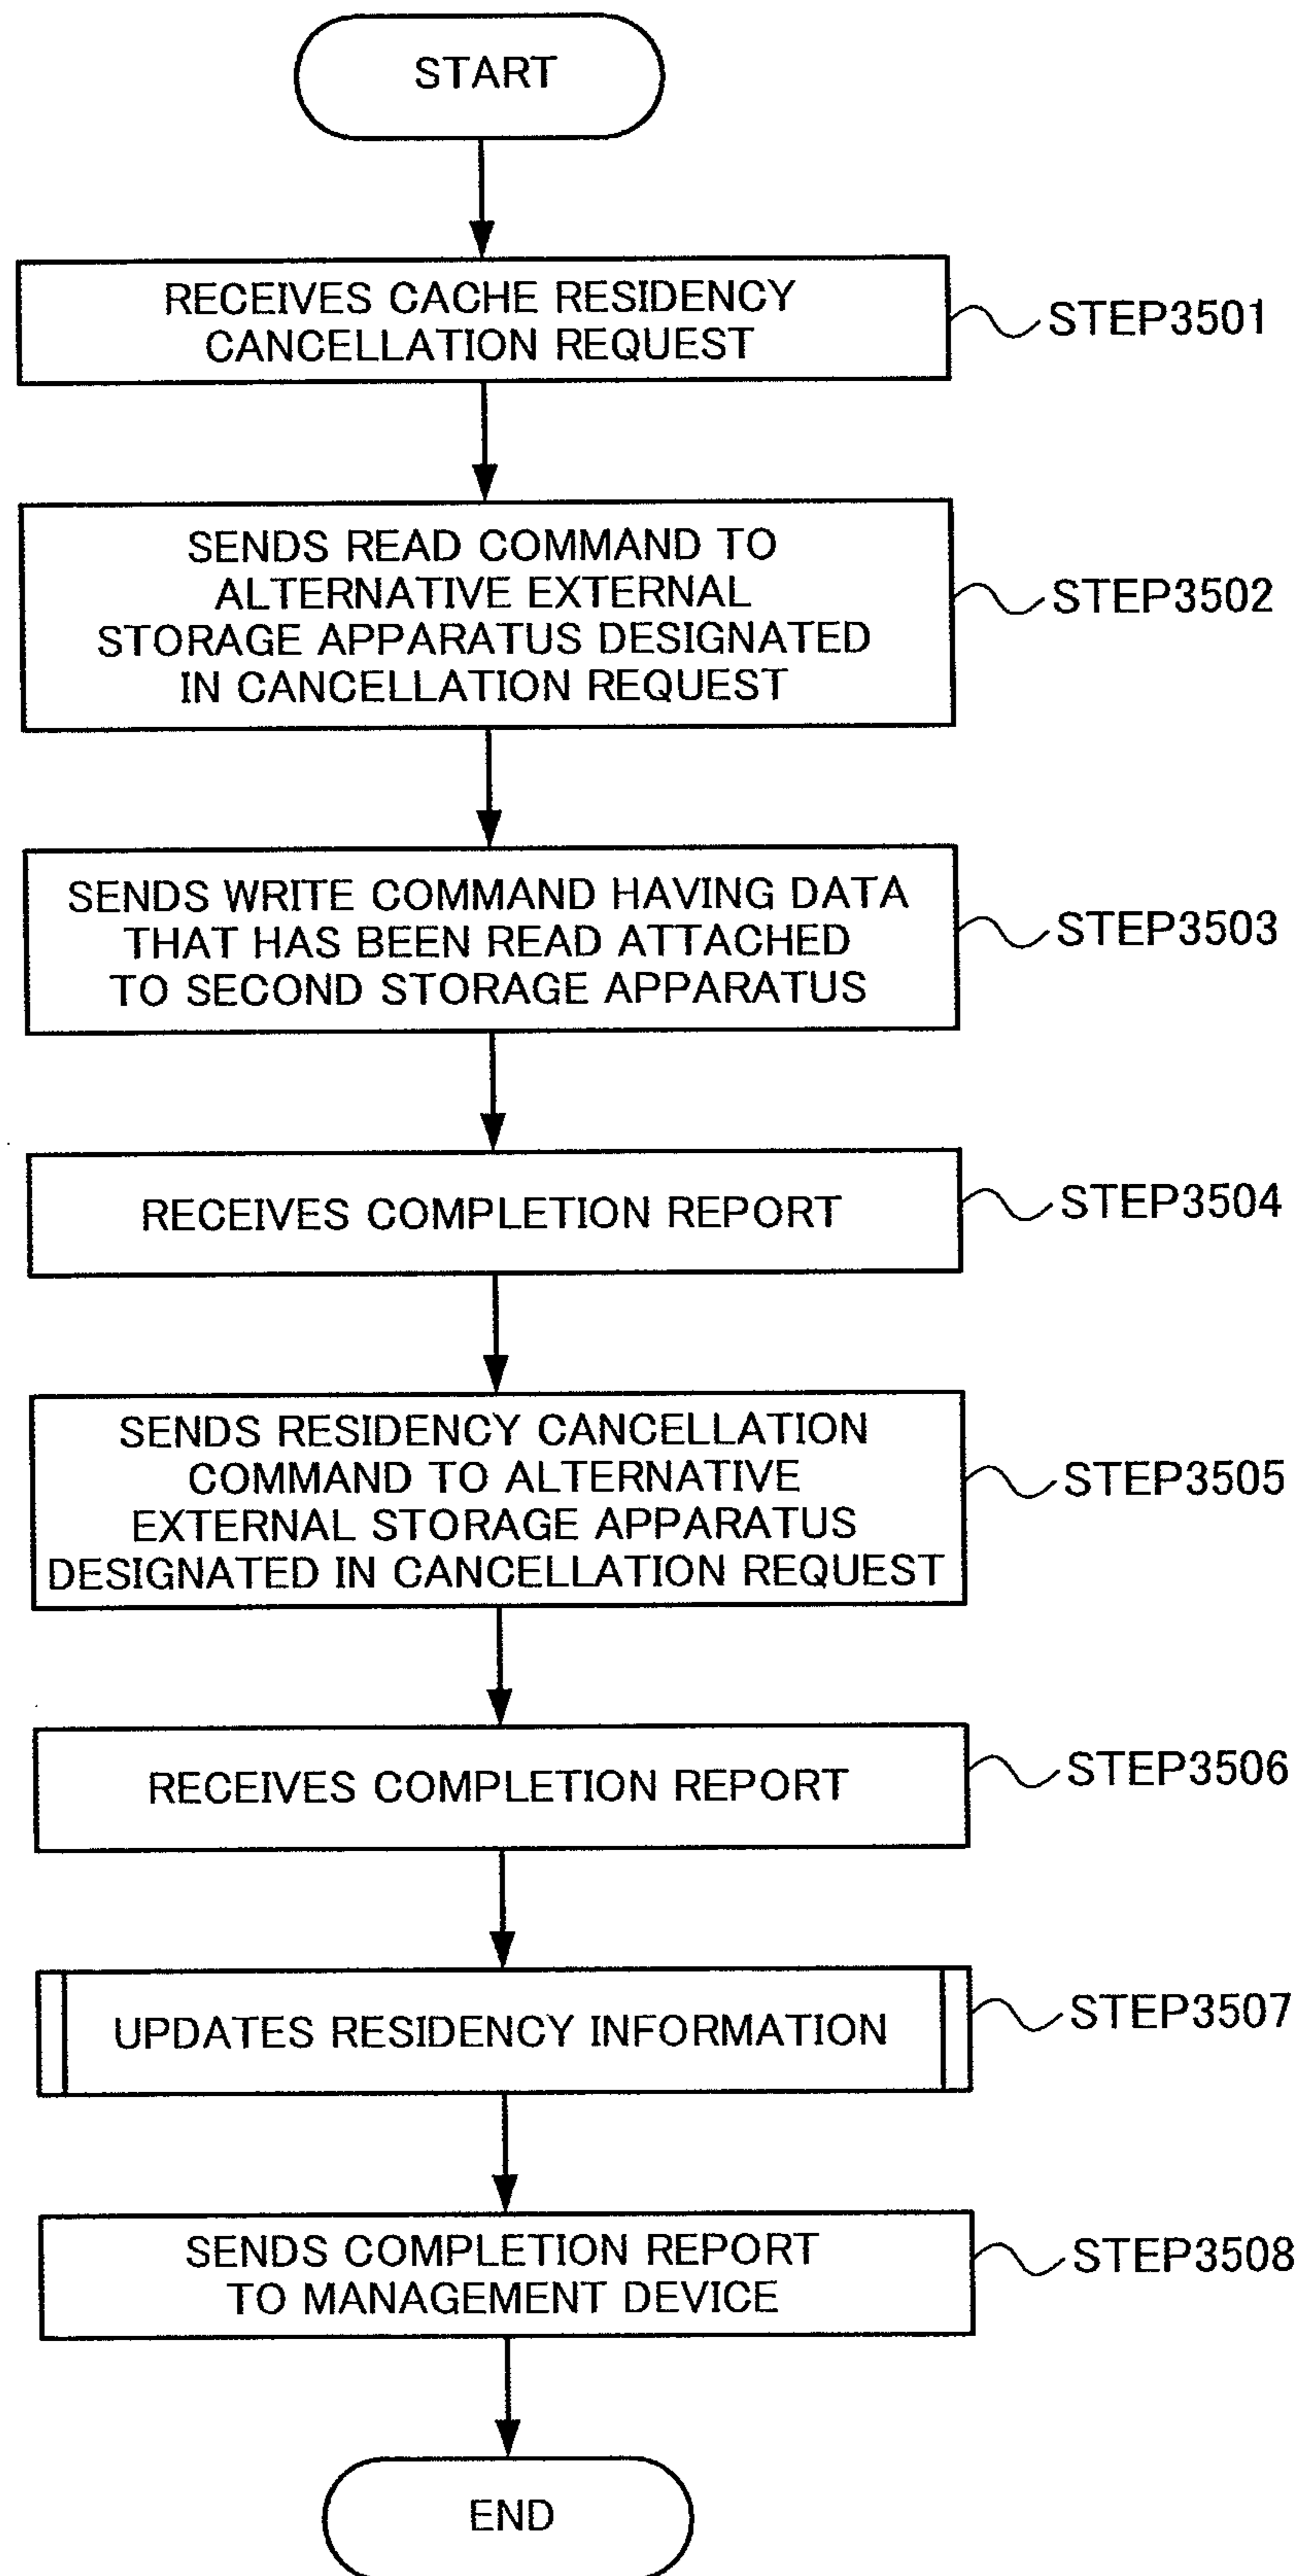 START
RECEIVES CACHE RESIDENCY
CANCELLATION REQUEST
STEP3501
SENDS READ COMMAND TO
ALTERNATIVE EXTERNAL
STORAGE APPARATUS DESIGNATED
IN CANCELLATION REQUEST
STEP3502
SENDS WRITE COMMAND HAVING DATA
THAT HAS BEEN READ ATTACHED
TO SECOND STORAGE APPARATUS
STEP3503
RECEIVES COMPLETION REPORT
STEP3504
SENDS RESIDENCY CANCELLATION
COMMAND TO ALTERNATIVE
EXTERNAL STORAGE APPARATUS
DESIGNATED IN CANCELLATION REQUEST
STEP3505
RECEIVES COMPLETION REPORT
STEP3506
UPDATES RESIDENCY INFORMATION
STEP3507
SENDS COMPLETION REPORT
TO MANAGEMENT DEVICE
STEP3508
END